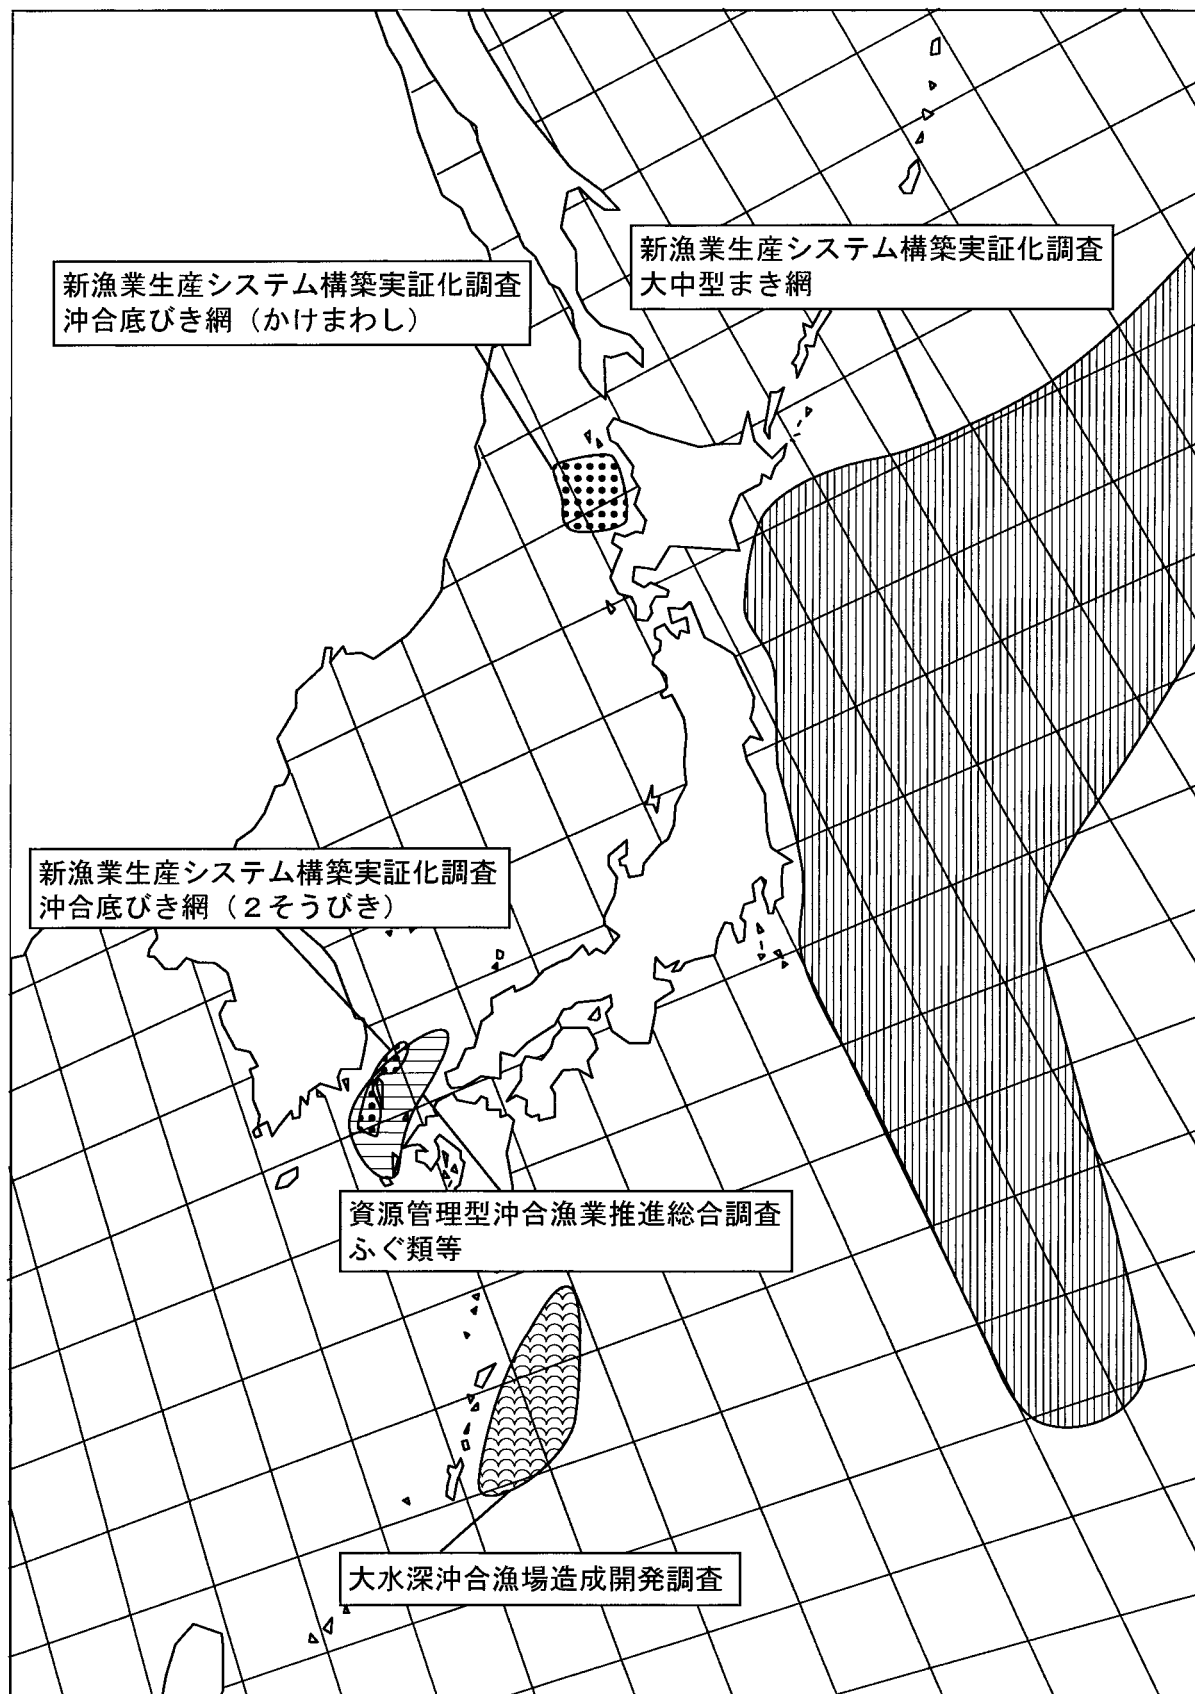 新漁業生産システム構築実証化調査
大中型まき網
新漁業生産システム構築実証化調査
沖合底びき網（かけまわし）
新漁業生産システム構築実証化調査
沖合底びき網（２そうびき）
資源管理型沖合漁業推進総合調査
ふぐ類等
大水深沖合漁場造成開発調査